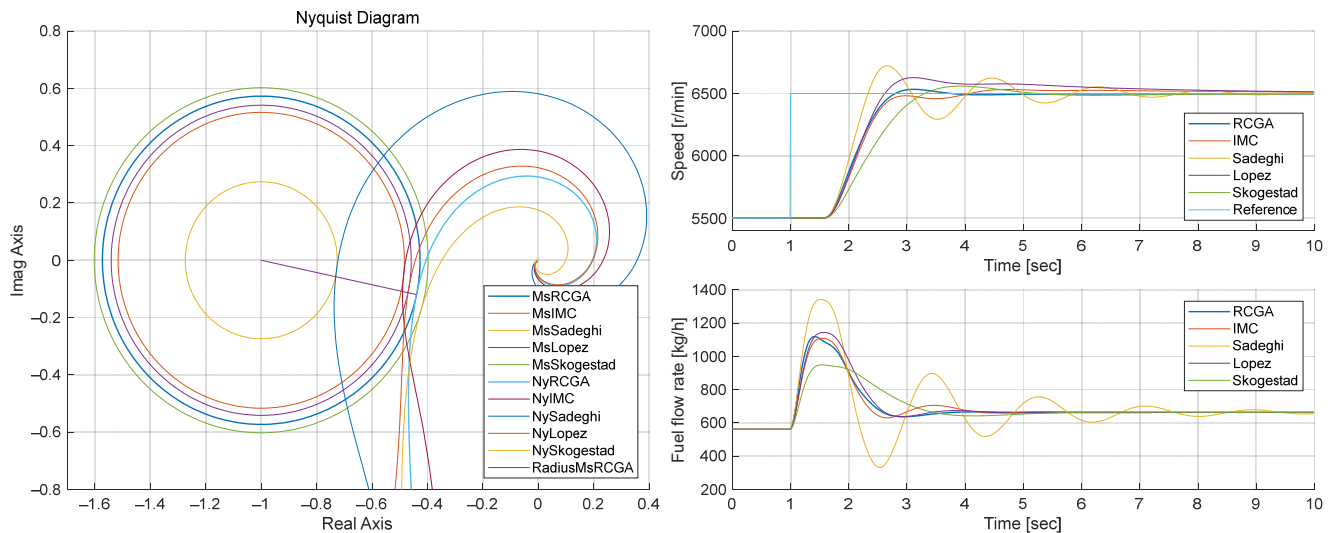 Nyquist Diagram
0.8
0.6
0.4
0.2
0
–0.2
–0.4
–0.6
–0.8
Imag Axis
–1.6 –1.4 –1.2 –1 –0.8 –0.6 –0.4 –0.2 0 0.2 0.4
Real Axis
MsRCGA
MsIMC
MsSadeghi
MsLopez
MsSkogestad
NyRCGA
NyIMC
NySadeghi
NyLopez
NySkogestad
RadiusMsRCGA
7000
6500
6000
5500
Speed [r/min]
0 1 2 3 4 5 6 7 8 9 10
Time [sec]
RCGA
IMC
Sadeghi
Lopez
Skogestad
Reference
1400
1200
1000
800
600
400
200
Fuel flow rate [kg/h]
0 1 2 3 4 5 6 7 8 9 10
Time [sec]
RCGA
IMC
Sadeghi
Lopez
Skogestad